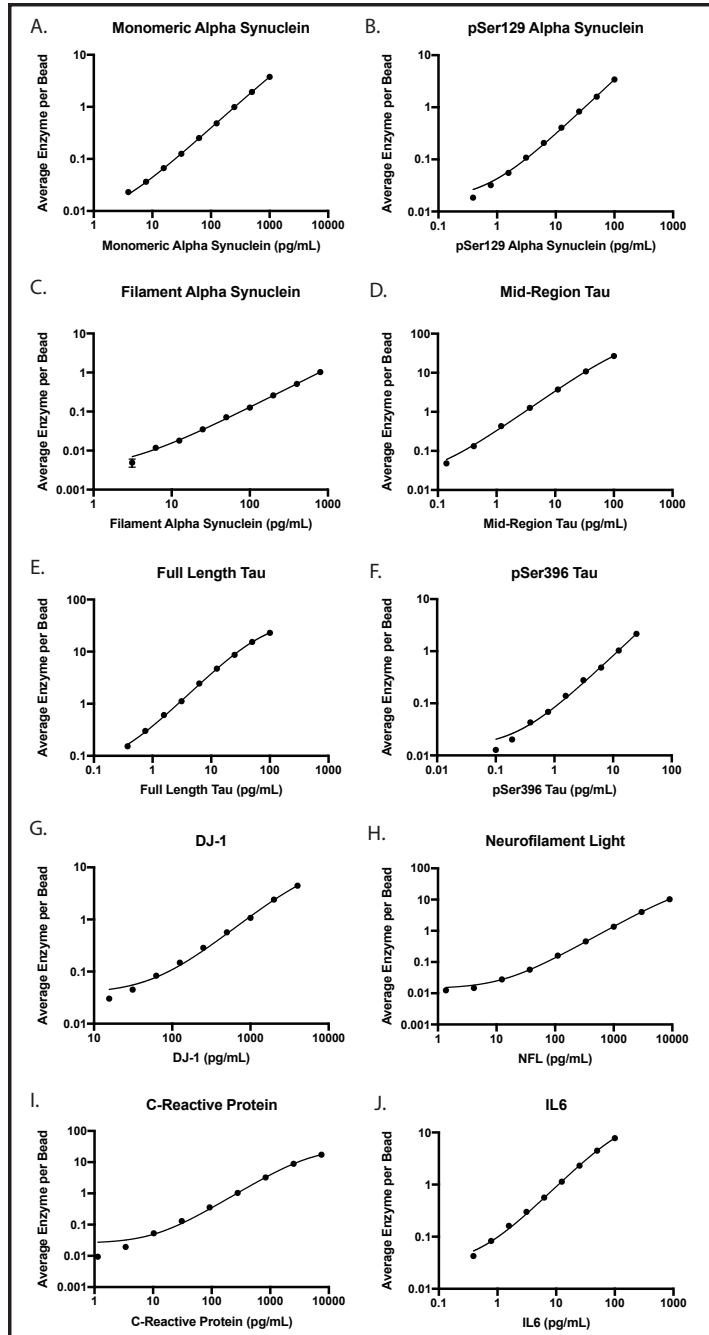 A.
Monomeric Alpha Synuclein
Average Enzyme per Bead
10
1
0.1
0.01
1 10 100 1000 10000
Monomeric Alpha Synuclein (pg/mL)
B.
pSer129 Alpha Synuclein
Average Enzyme per Bead
10
1
0.1
0.01
0.1 1 10 100 1000
pSer129 Alpha Synuclein (pg/mL)
C.
Filament Alpha Synuclein
Average Enzyme per Bead
10
1
0.1
0.01
0.001
1 10 100 1000
Filament Alpha Synuclein (pg/mL)
D.
Mid-Region Tau
Average Enzyme per Bead
100
10
1
0.1
0.01
0.1 1 10 100 1000
Mid-Region Tau (pg/mL)
E.
Full Length Tau
Average Enzyme per Bead
100
10
1
0.1
0.1 1 10 100 1000
Full Length Tau (pg/mL)
F.
pSer396 Tau
Average Enzyme per Bead
10
1
0.1
0.01
0.01 0.1 1 10 100
pSer396 Tau (pg/mL)
G.
DJ-1
Average Enzyme per Bead
10
1
0.1
0.01
10 100 1000 10000
DJ-1 (pg/mL)
H.
Neurofilament Light
Average Enzyme per Bead
100
10
1
0.1
0.01
0.001
1 10 100 1000 10000
NFL (pg/mL)
I.
C-Reactive Protein
Average Enzyme per Bead
100
10
1
0.1
0.01
0.001
1 10 100 1000 10000
C-Reactive Protein (pg/mL)
J.
IL6
Average Enzyme per Bead
10
1
0.1
0.01
0.1 1 10 100 1000
IL6 (pg/mL)